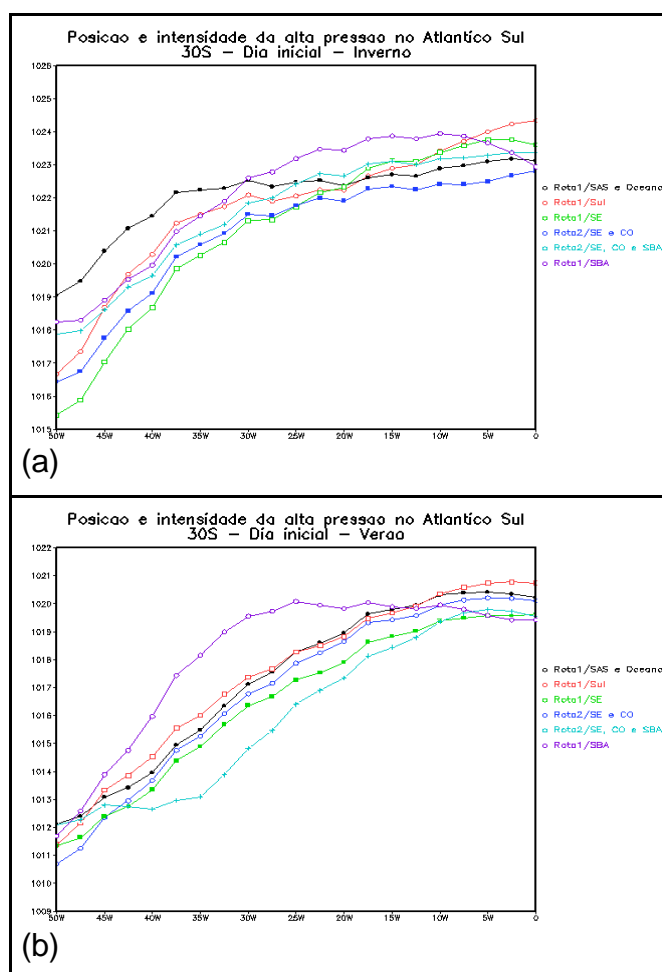 Posicao e intensidade da alta pressao no Atlantico Sul
30S - Dia inicial - Inverno
1026
1025
1024
1023
1022
1021
1020
1019
1018
1017
1016
1015
50W 45W 40W 35W 30W 25W 20W 15W 10W 5W 0
Rota1/SAS e Oceano
Rota1/Sul
Rota1/SE
Rota2/SE e CO
Rota2/SE, CO e SBA
Rota1/SBA
(a)
Posicao e intensidade da alta pressao no Atlantico Sul
30S - Dia inicial - Verao
1022
1021
1020
1019
1018
1017
1016
1015
1014
1013
1012
1011
1010
1009
50W 45W 40W 35W 30W 25W 20W 15W 10W 5W 0
Rota1/SAS e Oceano
Rota1/Sul
Rota1/SE
Rota2/SE e CO
Rota2/SE, CO e SBA
Rota1/SBA
(b)